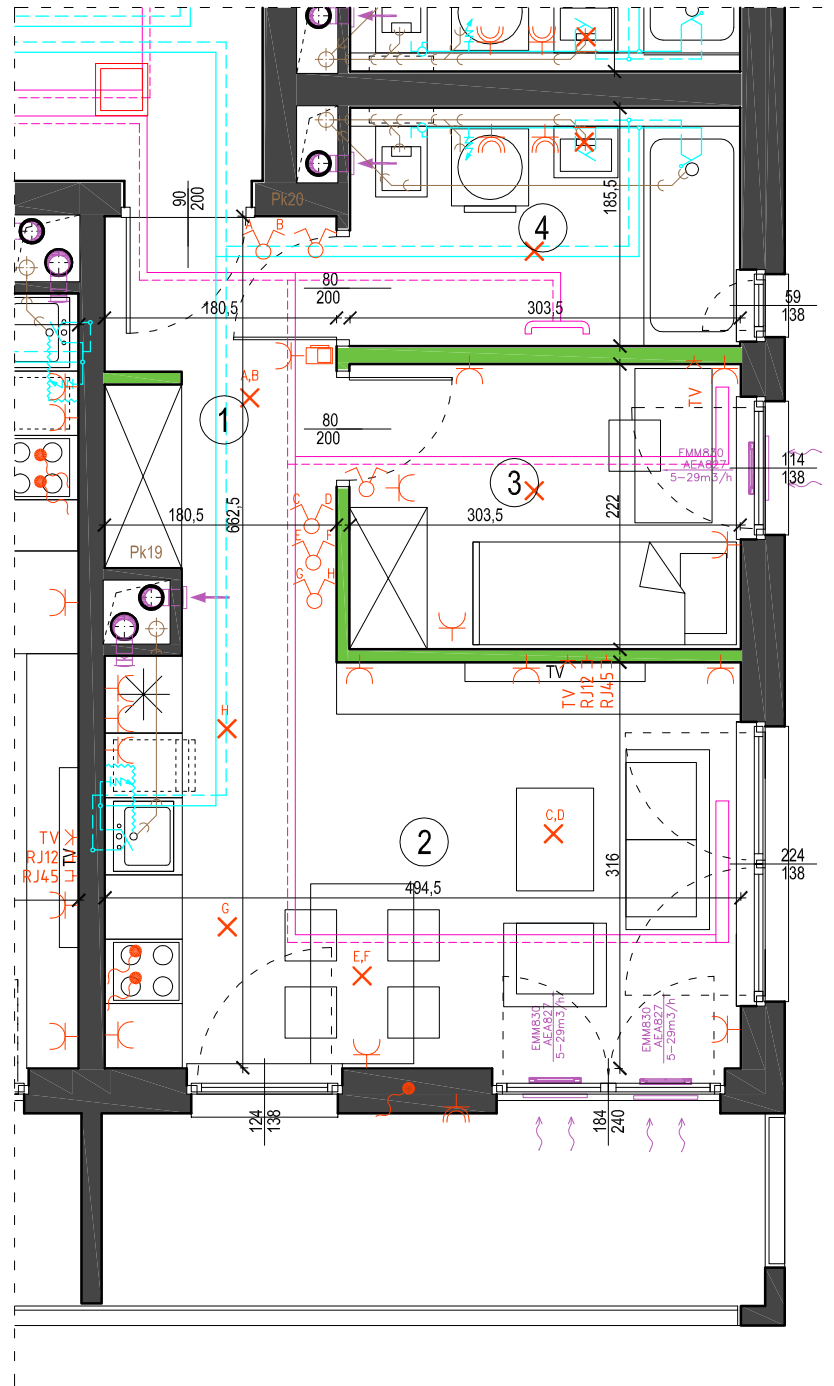 90
200
Pk20
A
B
185,5
4
80
200
180,5
303,5
59
138
A,B
1
80
200
TV
3
EMM830
AEA827
5-29m3/h
114
138
C
D
180,5
662,5
303,5
222
E
F
Pk19
G
H
TV
TV
RJ12
RJ45
H
C,D
2
TV
RJ12
RJ45
TV
316
224
138
494,5
G
E,F
EMM830
AEA827
5-29m3/h
EMM830
AEA827
5-29m3/h
124
138
184
240